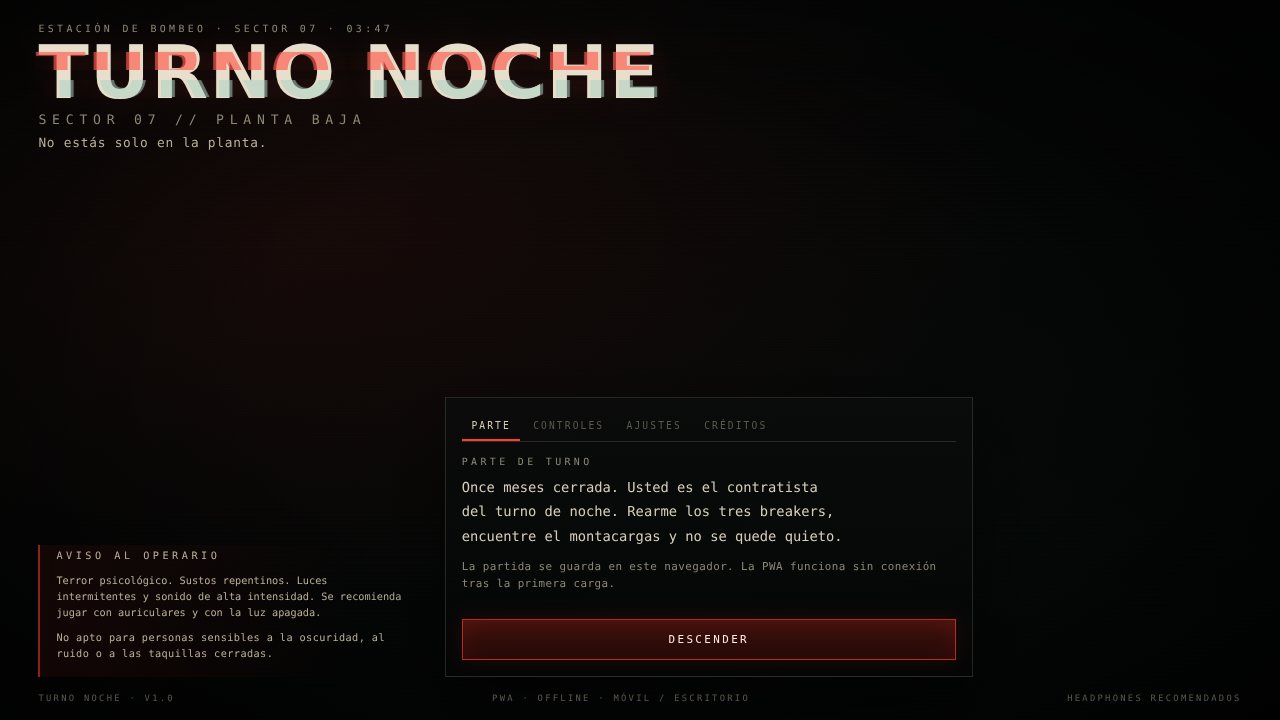 ESTACIÓN DE BOMBEO · SECTOR 07 · 03:47
TURNO NOCHE
SECTOR 07 // PLANTA BAJA
No estás solo en la planta.
AVISO AL OPERARIO
Terror psicológico. Sustos repentinos. Luces
intermitentes y sonido de alta intensidad. Se recomienda
jugar con auriculares y con la luz apagada.
No apto para personas sensibles a la oscuridad, al
ruido o a las taquillas cerradas.
PARTE CONTROLES AJUSTES CRÉDITOS
PARTE DE TURNO
Once meses cerrada. Usted es el contratista
del turno de noche. Rearme los tres breakers,
encuentre el montacargas y no se quede quieto.
La partida se guarda en este navegador. La PWA funciona sin conexión
tras la primera carga.
DESCENDER
TURNO NOCHE · V1.0
PWA · OFFLINE · MÓVIL / ESCRITORIO
HEADPHONES RECOMENDADOS